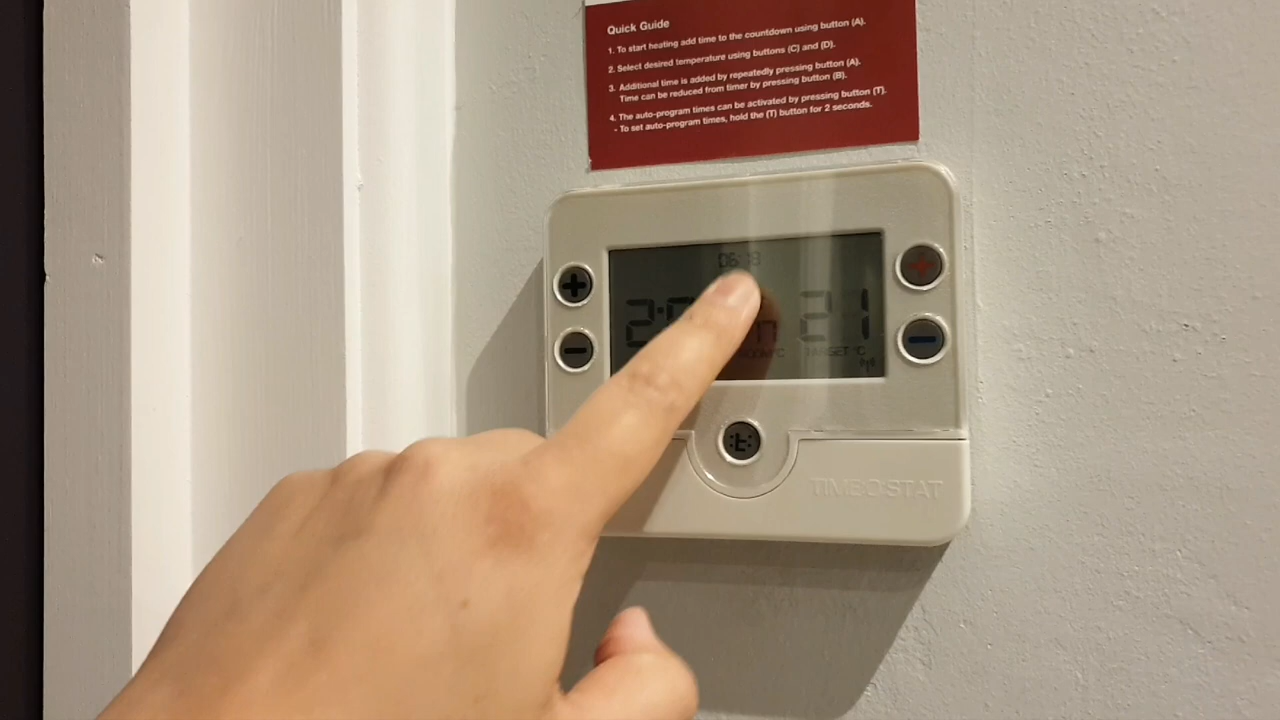 Quick Guide
1. To start heating add time to the countdown using button (A).
2. Select desired temperature using buttons (C) and (D).
3. Additional time is added by repeatedly pressing button (A).
Time can be reduced from timer by pressing button (B).
4. The auto-program times can be activated by pressing button (T).
- To set auto-program times, hold the (T) button for 2 seconds.
21
TARGET °C
TIMEOSTAT